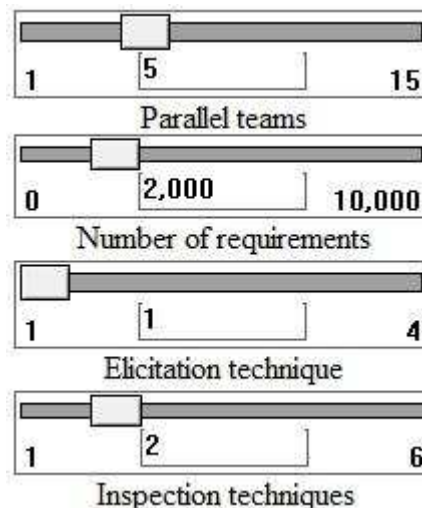 5
1 15
Parallel teams
2,000
0 10,000
Number of requirements
1 1 4
Elicitation technique
2
1 6
Inspection techniques